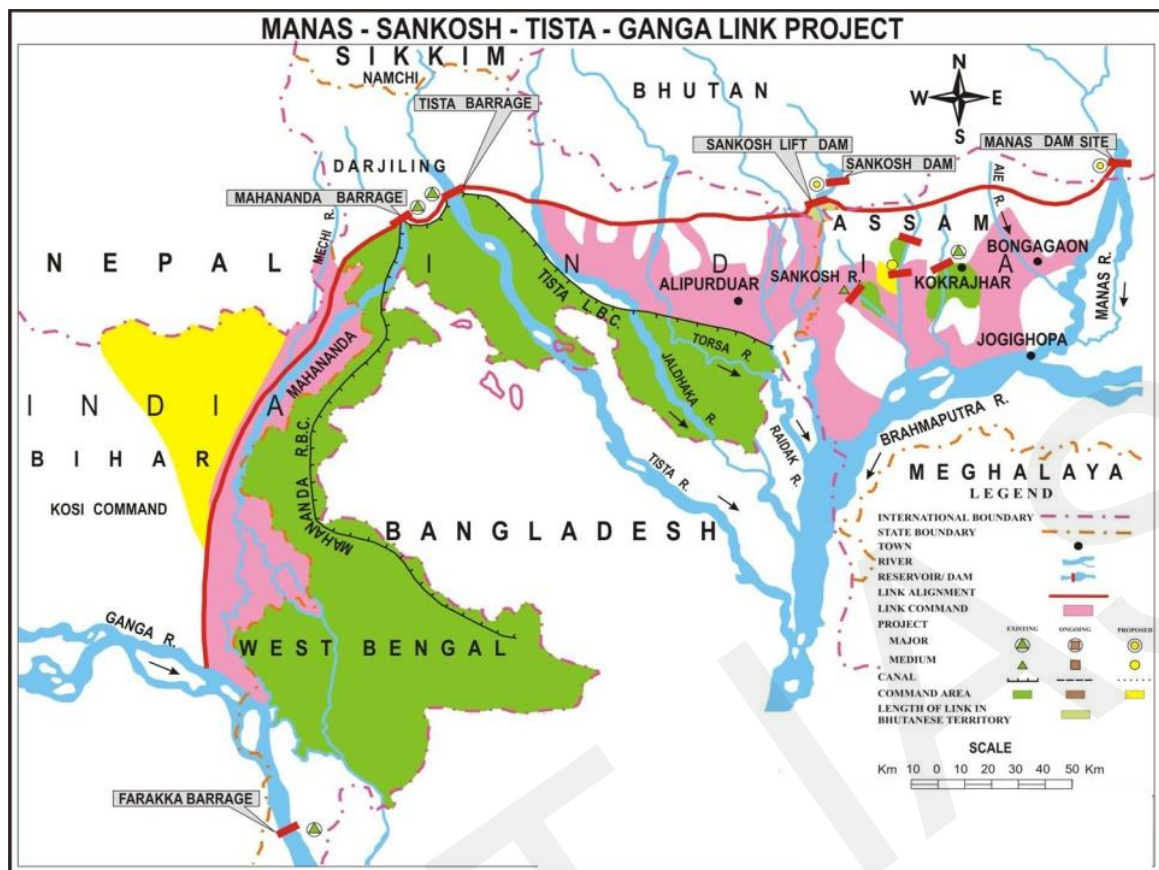 MANAS - SANKOSH - TISTA - GANGA LINK PROJECT
SIKKIM
NAMCHI
BHUTAN
N
W E
S
TISTA BARRAGE
SANKOSH LIFT DAM
MANAS DAM SITE
SANKOSH DAM
DARJILING
MAHANANDA BARRAGE
AIE R.
MECHI R.
ASSAM
NEPAL
INDIA
BONGAGAON
SANKOSH R.
KOKRAJHAR
ALIPURDUAR
MANAS R.
TISTA L.B.C.
TORSA R.
JOGIGHOPA
JALDHAKA R.
MAHANANDA
INDIA
BRAHMAPUTRA R.
BIHAR
MAHANANDA R.B.C.
RAIDAK R.
TISTA R.
MEGHALAYA
KOSI COMMAND
BANGLADESH
GANGA R.
WEST BENGAL
FARAKKA BARRAGE
LEGEND
INTERNATIONAL BOUNDARY
STATE BOUNDARY
TOWN
RIVER
RESERVOIR/ DAM
LINK ALIGNMENT
LINK COMMAND
PROJECT EXISTING ONGOING PROPOSED
MAJOR
MEDIUM
CANAL
COMMAND AREA
LENGTH OF LINK IN
BHUTANESE TERRITORY
SCALE
Km 10 0 10 20 30 40 50 Km